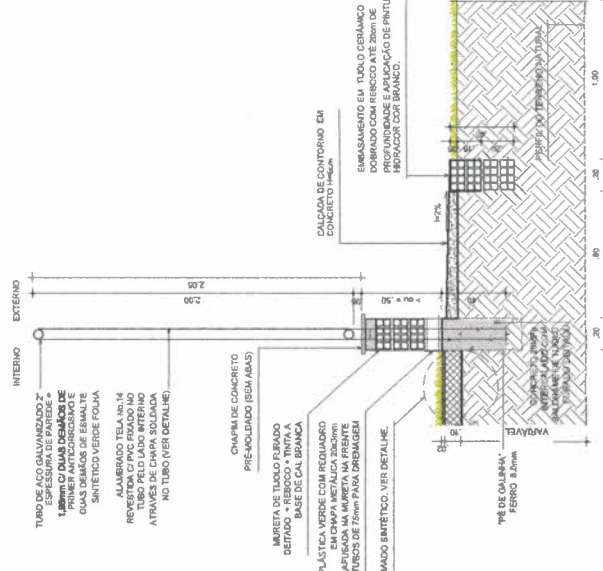 INTERNO
EXTERNO
TUBO DE AÇO GALVANIZADO 2"
ESPESSURA DE PAREDE =
1,95mm C/ DUAS DEMÃOS DE
PRIMER ANTICORROSIVO E
DUAS DEMÃOS DE ESMALTE
SINTÉTICO VERDE FOLHA
ALAMBRADO TELA No.14
REVESTIDA C/ PVC FIXADO NO
TUBO PELO LADO INTERNO
ATRAVÉS DE CHAPA SOLDADA
NO TUBO (VER DETALHE)
CHAPIM DE CONCRETO
PRÉ-MOLDADO (SEM ABAS)
MURETA DE TIJOLO FURADO
DEITADO + REBOCO + TINTA A
BASE DE CAL BRANCA
PLÁSTICA VERDE COM REQUADRO
EM CHAPA METÁLICA
AFUSADA NA MURETA NA FRENTE
TUBOS DE 75mm PARA DRENAGEM
MADO SINTÉTICO. VER DETALHE.
"PÉ DE GALINHA"
FERRO
CALÇADA DE CONTORNO EM
CONCRETO H=6cm
EMBASAMENTO EM TIJOLO CERÂMICO
DOBRADO COM REBOCO ATÉ 20cm DE
PROFUNDIDADE E APLICAÇÃO DE PINTU
HIDRACOR COR BRANCO.
2,00
2,05
> ou = .50
i=2%
PERFIL DO TERRENO NATURAL
VARIÁVEL
.10
.20
.80
.20
1,00